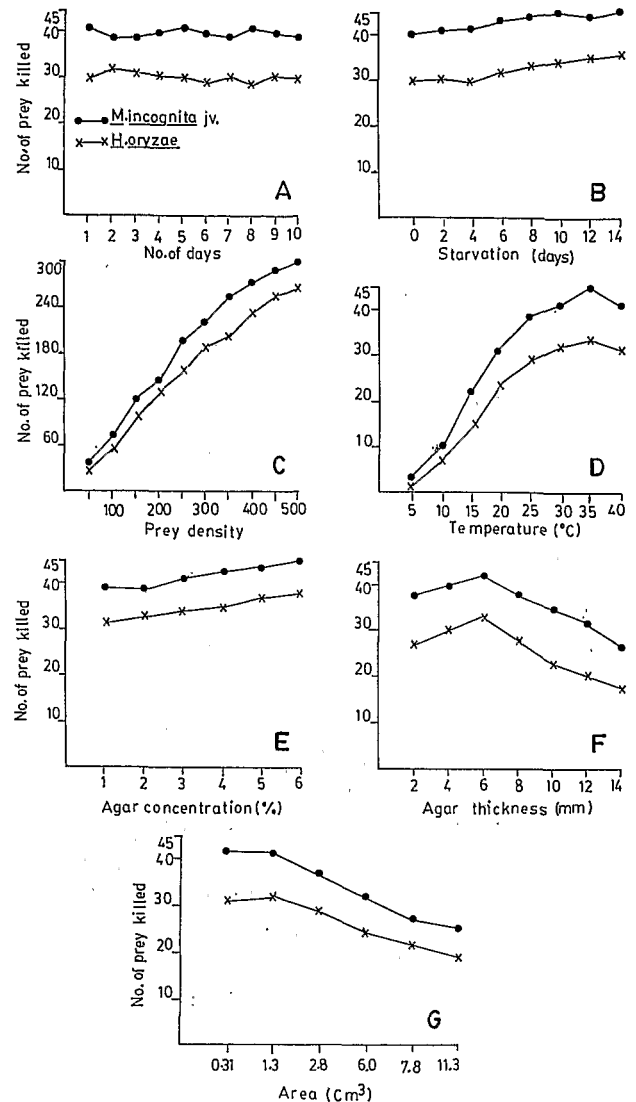 45
40
30
20
10
No. of prey killed
M.incognita jv.
H.oryzae
A
1 2 3 4 5 6 7 8 9 10
No. of days
45
40
30
20
10
B
0 2 4 6 8 10 12 14
Starvation (days)
300
240
180
120
60
No. of prey killed
C
100 200 300 400 500
Prey density
45
40
30
20
10
D
5 10 15 20 25 30 35 40
Temperature (°C)
45
40
30
20
10
No. of prey killed
E
1 2 3 4 5 6
Agar concentration (%)
45
40
30
20
10
F
2 4 6 8 10 12 14
Agar thickness (mm)
45
40
30
20
10
No. of prey killed
G
0.31 1.3 2.8 6.0 7.8 11.3
Area (Cm³)